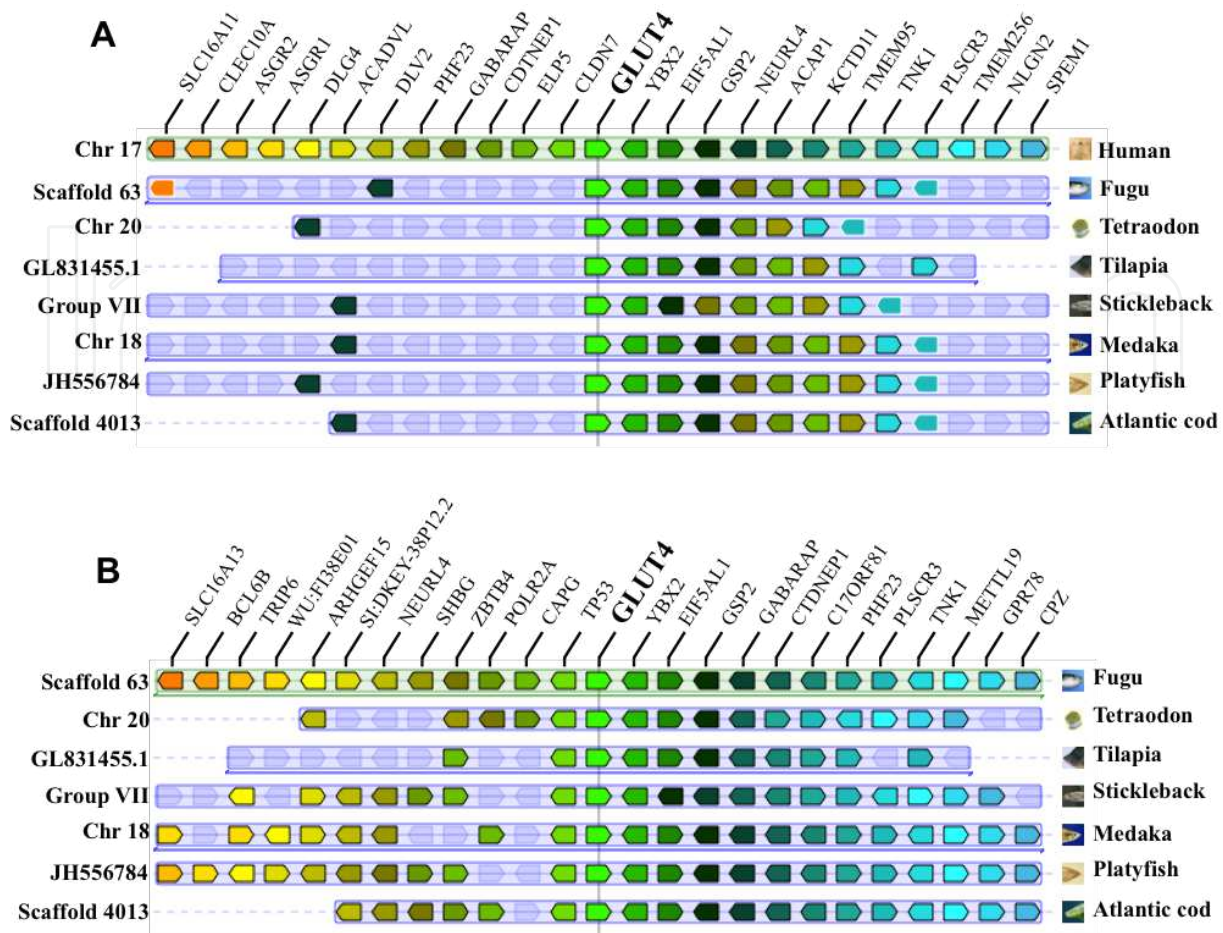 A
SLC16A11
CLEC10A
ASGR2
ASGR1
DLG4
ACADVL
DLV2
PHF23
GABARAP
CDTNEP1
ELP5
CLDN7
GLUT4
YBX2
EIF5AL1
GSP2
NEURL4
ACAP1
KCTD11
TMEM95
TNK1
PLSCR3
TMEM256
NLGN2
SPEM1
Chr 17 Human
Scaffold 63 Fugu
Chr 20 Tetraodon
GL831455.1 Tilapia
Group VII Stickleback
Chr 18 Medaka
JH556784 Platyfish
Scaffold 4013 Atlantic cod
B
SLC16A13
BCL6B
TRIP6
WU:FJ38E01
ARHGEF15
SI:DKEY-38P12.2
NEURL4
SHBG
ZBTB4
POLR2A
CAPG
TP53
GLUT4
YBX2
EIF5AL1
GSP2
GABARAP
CTDNEP1
C17ORF81
PHF23
PLSCR3
TNK1
METTL19
GPR78
CPZ
Scaffold 63 Fugu
Chr 20 Tetraodon
GL831455.1 Tilapia
Group VII Stickleback
Chr 18 Medaka
JH556784 Platyfish
Scaffold 4013 Atlantic cod